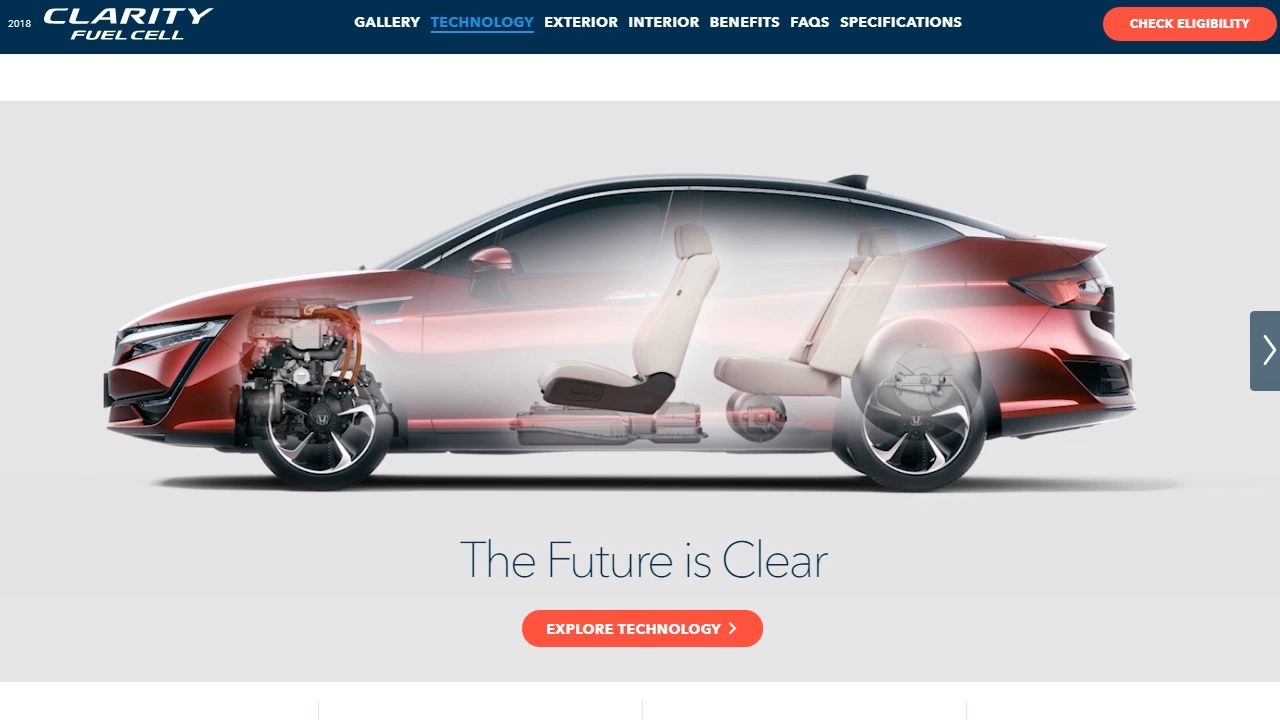 2018
CLARITY
FUEL CELL
GALLERY TECHNOLOGY EXTERIOR INTERIOR BENEFITS FAQS SPECIFICATIONS
CHECK ELIGIBILITY
The Future is Clear
EXPLORE TECHNOLOGY